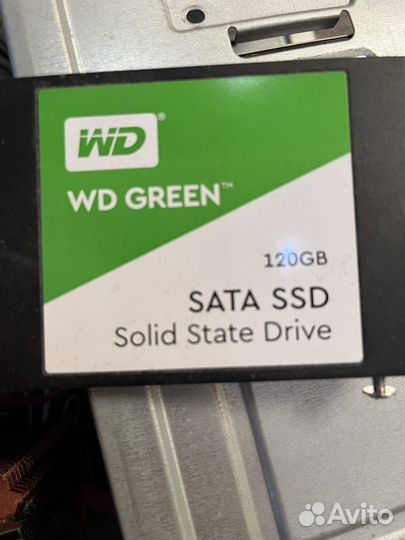 WD®
WD GREEN™
120GB
SATA SSD
Solid State Drive
Avito